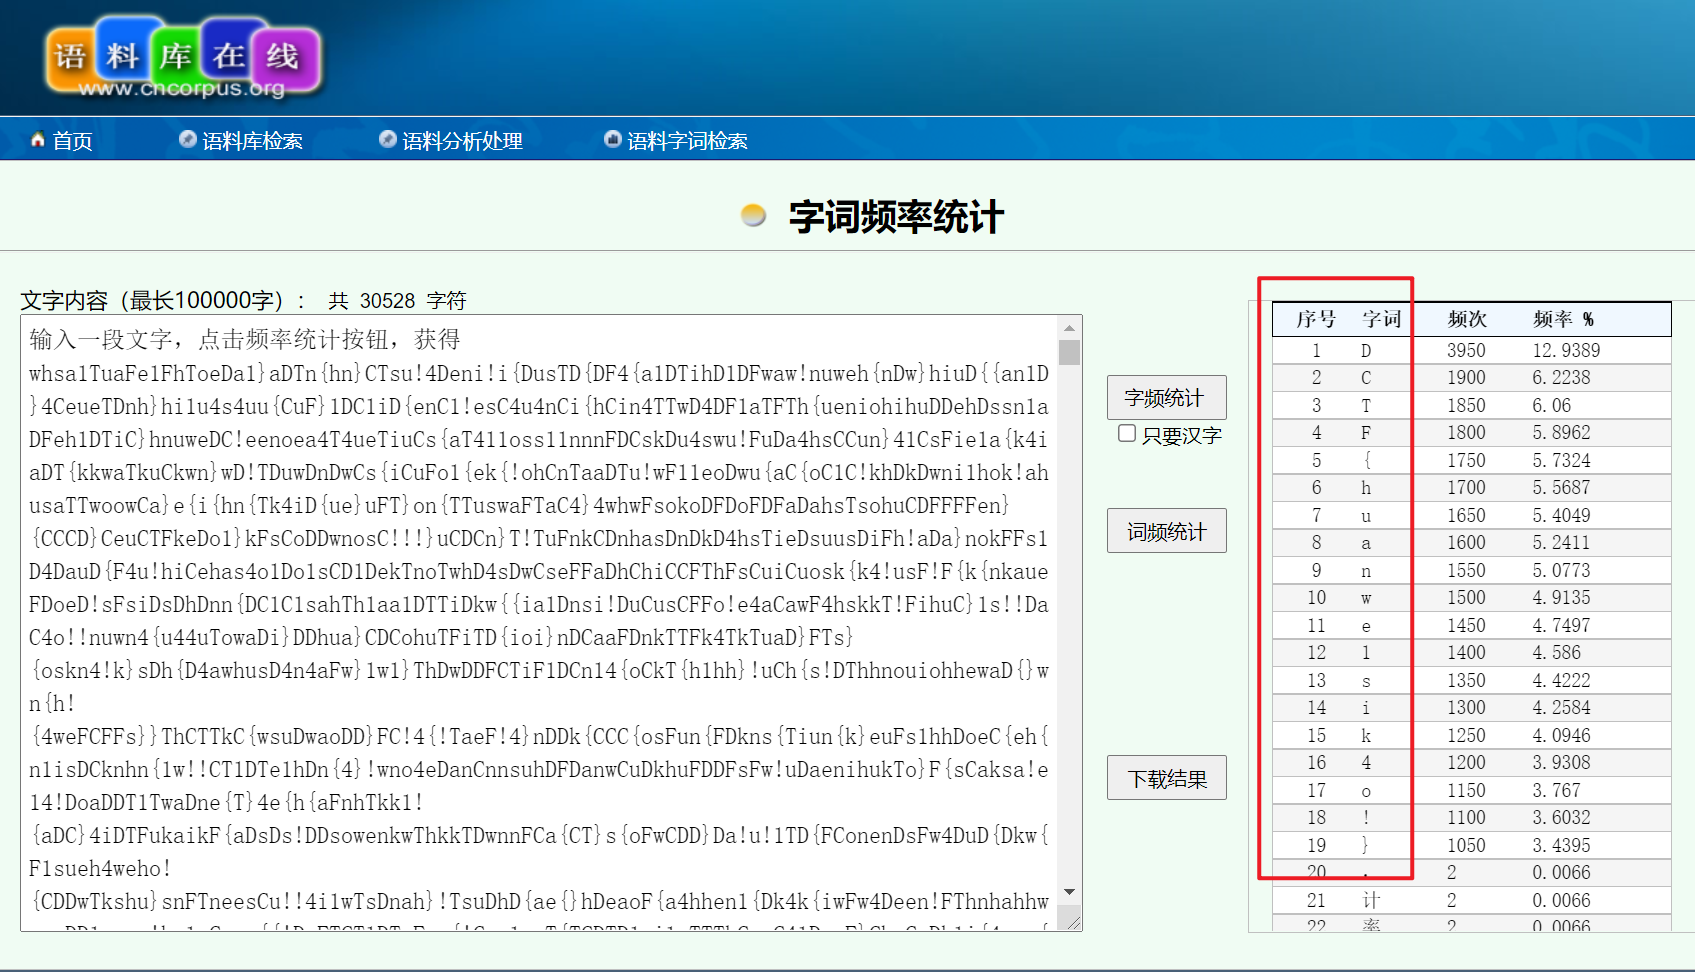 语料库在线
www.cncorpus.org
首页 语料库检索 语料分析处理 语料字词检索
字词频率统计
文字内容（最长100000字）： 共 30528 字符
输入一段文字，点击频率统计按钮，获得
whsa1TuaFe1FhToeDa1}aDTn{hn}CTsu!4Deni!i{DusTD{DF4{a1DTihD1DFwaw!nuweh{nDw}hiuD{{an1D
}4CeueTDnh}hi1u4s4uu{CuF}1DC1iD{enC1!esC4u4nCi{hCin4TTwD4DF1aTFTh{ueniohihuDDehDssn1a
DFeh1DTiC}hnuweDC!eenoea4T4ueTiuCs{aT411oss11nnnFDCskDu4swu!FuDa4hsCCun}41CsFie1a{k4i
aDT{kkwaTkuCkwn}wD!TDuwDnDwCs{iCuFo1{ek{!ohCnTaaDTu!wF11eoDwu{aC{oC1C!khDkDwni1hok!ah
usaTTwoowCa}e{i{hn{Tk4iD{ue}uFT}on{TTuswaFTaC4}4whwFsokoDFDoFDFaDahsTsohuCDFFFFen}
{CCCD}CeuCTFkeDo1}kFsCoDDwnosC!!!}uCDCn}T!TuFnkCDnhasDnDkD4hsTieDsuusDiFh!aDa}nokFFs1
D4DauD{F4u!hiCehas4o1Do1sCD1DekTnoTwhD4sDwCseFFaDhChiCCFThFsCuiCuosk{k4!usF!F{k{nkaue
FDoeD!sFsiDsDhDnn{DC1C1sahTh1aa1DTTiDkw{{ia1Dnsi!DuCusCFFo!e4aCawF4hskkT!FihuC}1s!!Da
C4o!!nuwn4{u44uTowaDi}DDhua}CDCohuTFiTD{ioi}nDCaaFDnkTTFk4TkTuaD}FTs}
{oskn4!k}sDh{D4awhusD4n4aFw}1w1}ThDwDDFCTiF1DCn14{oCkT{h1hh}!uCh{s!DThhnouiohhewaD{}w
n{h!
{4weFCFFs}}ThCTTkC{wsuDwaoDD}FC!4{!TaeF!4}nDDk{CCC{osFun{FDkns{Tiun{k}euFs1hhDoeC{eh{
n1isDCknhn{1w!!CT1DTe1hDn{4}!wno4eDanCnnsuhDFDanwCuDkhuFDDFsFw!uDaenihukTo}F{sCaksa!e
14!DoaDDT1TwaDne{T}4e{h{aFnhTkk1!
{aDC}4iDTFukaikF{aDsDs!DDsowenkwThkkTDwnnFCa{CT}s{oFwCDD}Da!u!1TD{FConenDsFw4DuD{Dkw{
F1sueh4weho!
{CDDwTkshu}snFTneesCu!!4i1wTsDnah}!TsuDhD{ae{}hDeaoF{a4hhen1{Dk4k{iwFw4Deen!FThnhahhw
字频统计
只要汉字
词频统计
下载结果
序号 字词 频次 频率 %
1 D 3950 12.9389
2 C 1900 6.2238
3 T 1850 6.06
4 F 1800 5.8962
5 { 1750 5.7324
6 h 1700 5.5687
7 u 1650 5.4049
8 a 1600 5.2411
9 n 1550 5.0773
10 w 1500 4.9135
11 e 1450 4.7497
12 1 1400 4.586
13 s 1350 4.4222
14 i 1300 4.2584
15 k 1250 4.0946
16 4 1200 3.9308
17 o 1150 3.767
18 ! 1100 3.6032
19 } 1050 3.4395
20 . 2 0.0066
21 计 2 0.0066
22 率 2 0.0066